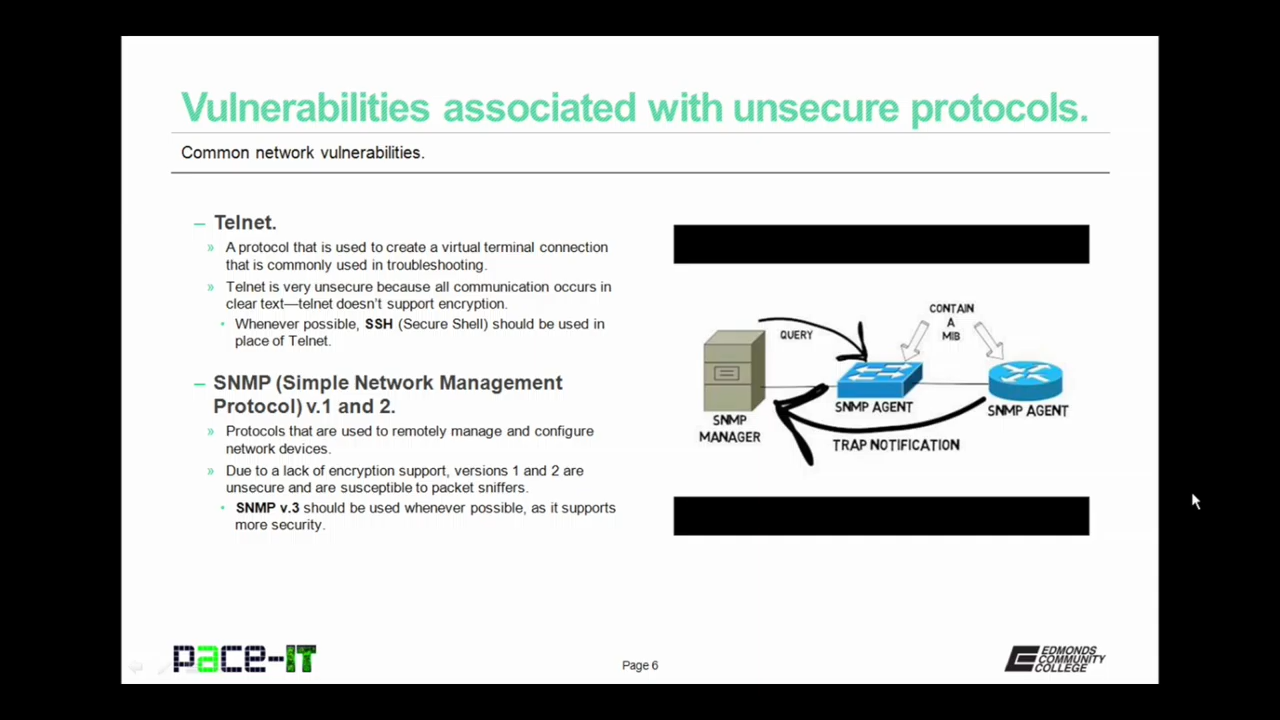 Vulnerabilities associated with unsecure protocols.
Common network vulnerabilities.
– Telnet.
» A protocol that is used to create a virtual terminal connection
that is commonly used in troubleshooting.
» Telnet is very unsecure because all communication occurs in
clear text—telnet doesn’t support encryption.
• Whenever possible, SSH (Secure Shell) should be used in
place of Telnet.
– SNMP (Simple Network Management
Protocol) v.1 and 2.
» Protocols that are used to remotely manage and configure
network devices.
» Due to a lack of encryption support, versions 1 and 2 are
unsecure and are susceptible to packet sniffers.
• SNMP v.3 should be used whenever possible, as it supports
more security.
CONTAIN
A
MIB
QUERY
SNMP
MANAGER
SNMP AGENT
SNMP AGENT
TRAP NOTIFICATION
pace-IT
Page 6
EDMONDS
COMMUNITY
COLLEGE